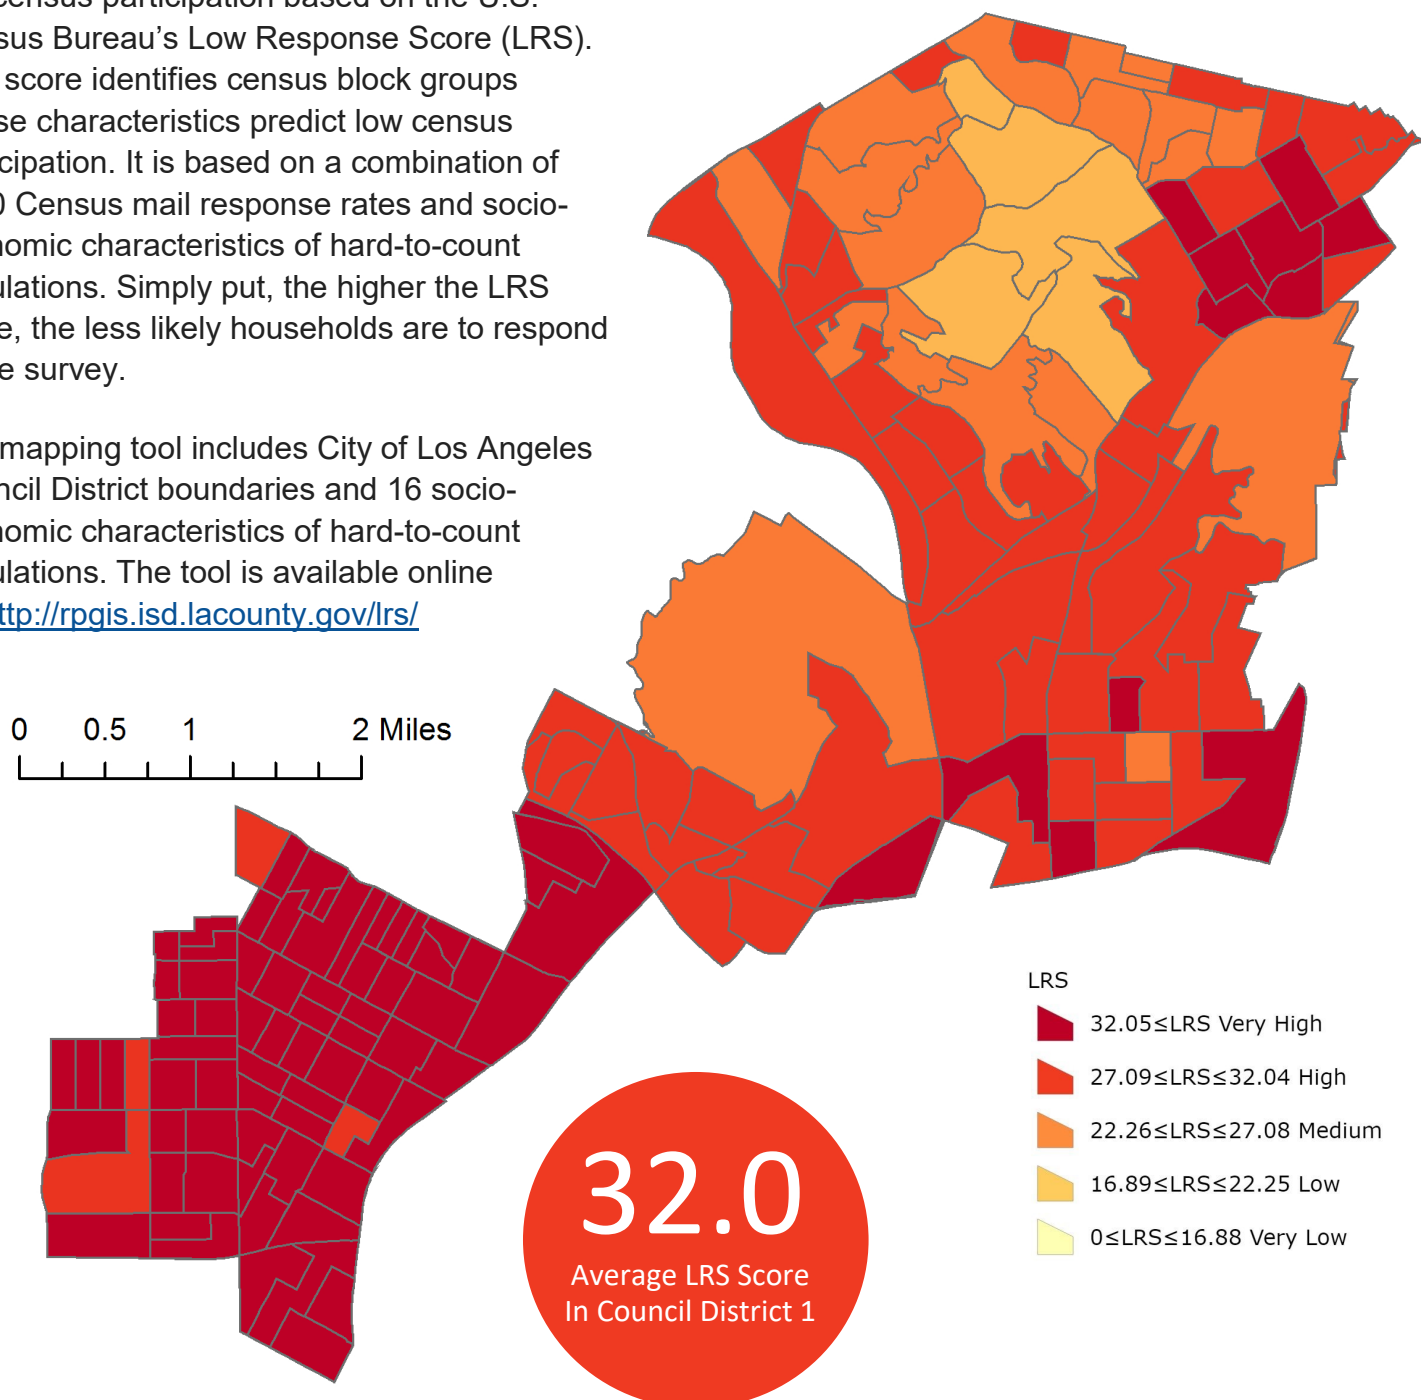 census participation based on the U.S.
sus Bureau’s Low Response Score (LRS).
score identifies census block groups
se characteristics predict low census
icipation. It is based on a combination of
0 Census mail response rates and socio-
nomic characteristics of hard-to-count
ulations. Simply put, the higher the LRS
e, the less likely households are to respond
e survey.
mapping tool includes City of Los Angeles
ncil District boundaries and 16 socio-
nomic characteristics of hard-to-count
ulations. The tool is available online
ttp://rpgis.isd.lacounty.gov/lrs/
0 0.5 1 2 Miles
LRS
32.05≤LRS Very High
27.09≤LRS≤32.04 High
22.26≤LRS≤27.08 Medium
16.89≤LRS≤22.25 Low
0≤LRS≤16.88 Very Low
32.0
Average LRS Score
In Council District 1